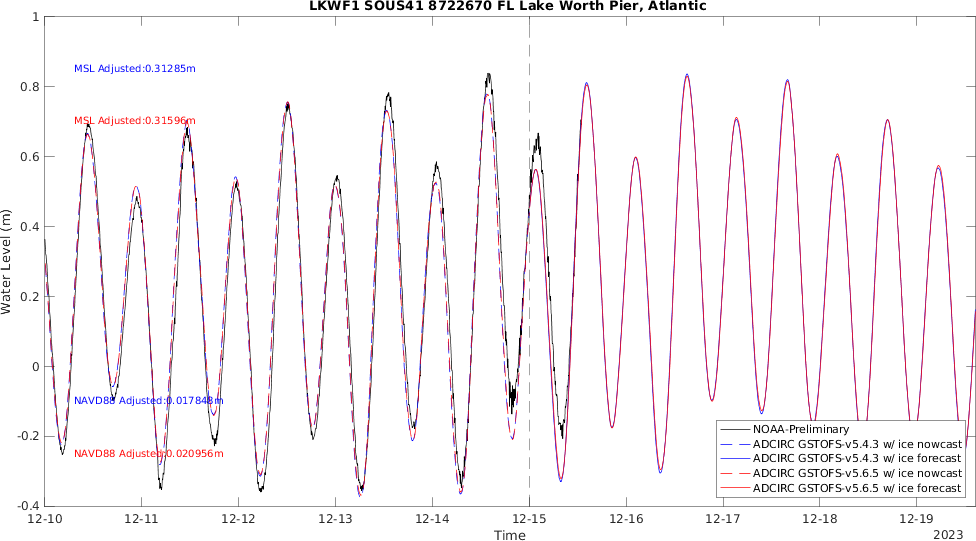 LKWF1 SOUS41 8722670 FL Lake Worth Pier, Atlantic
1
0.8
0.6
0.4
0.2
0
-0.2
-0.4
Water Level (m)
MSL Adjusted:0.31285m
MSL Adjusted:0.31596m
NAVD88 Adjusted:0.017848m
NAVD88 Adjusted:0.020956m
NOAA-Preliminary
ADCIRC GSTOFS-v5.4.3 w/ ice nowcast
ADCIRC GSTOFS-v5.4.3 w/ ice forecast
ADCIRC GSTOFS-v5.6.5 w/ ice nowcast
ADCIRC GSTOFS-v5.6.5 w/ ice forecast
12-10 12-11 12-12 12-13 12-14 12-15 12-16 12-17 12-18 12-19
Time
2023